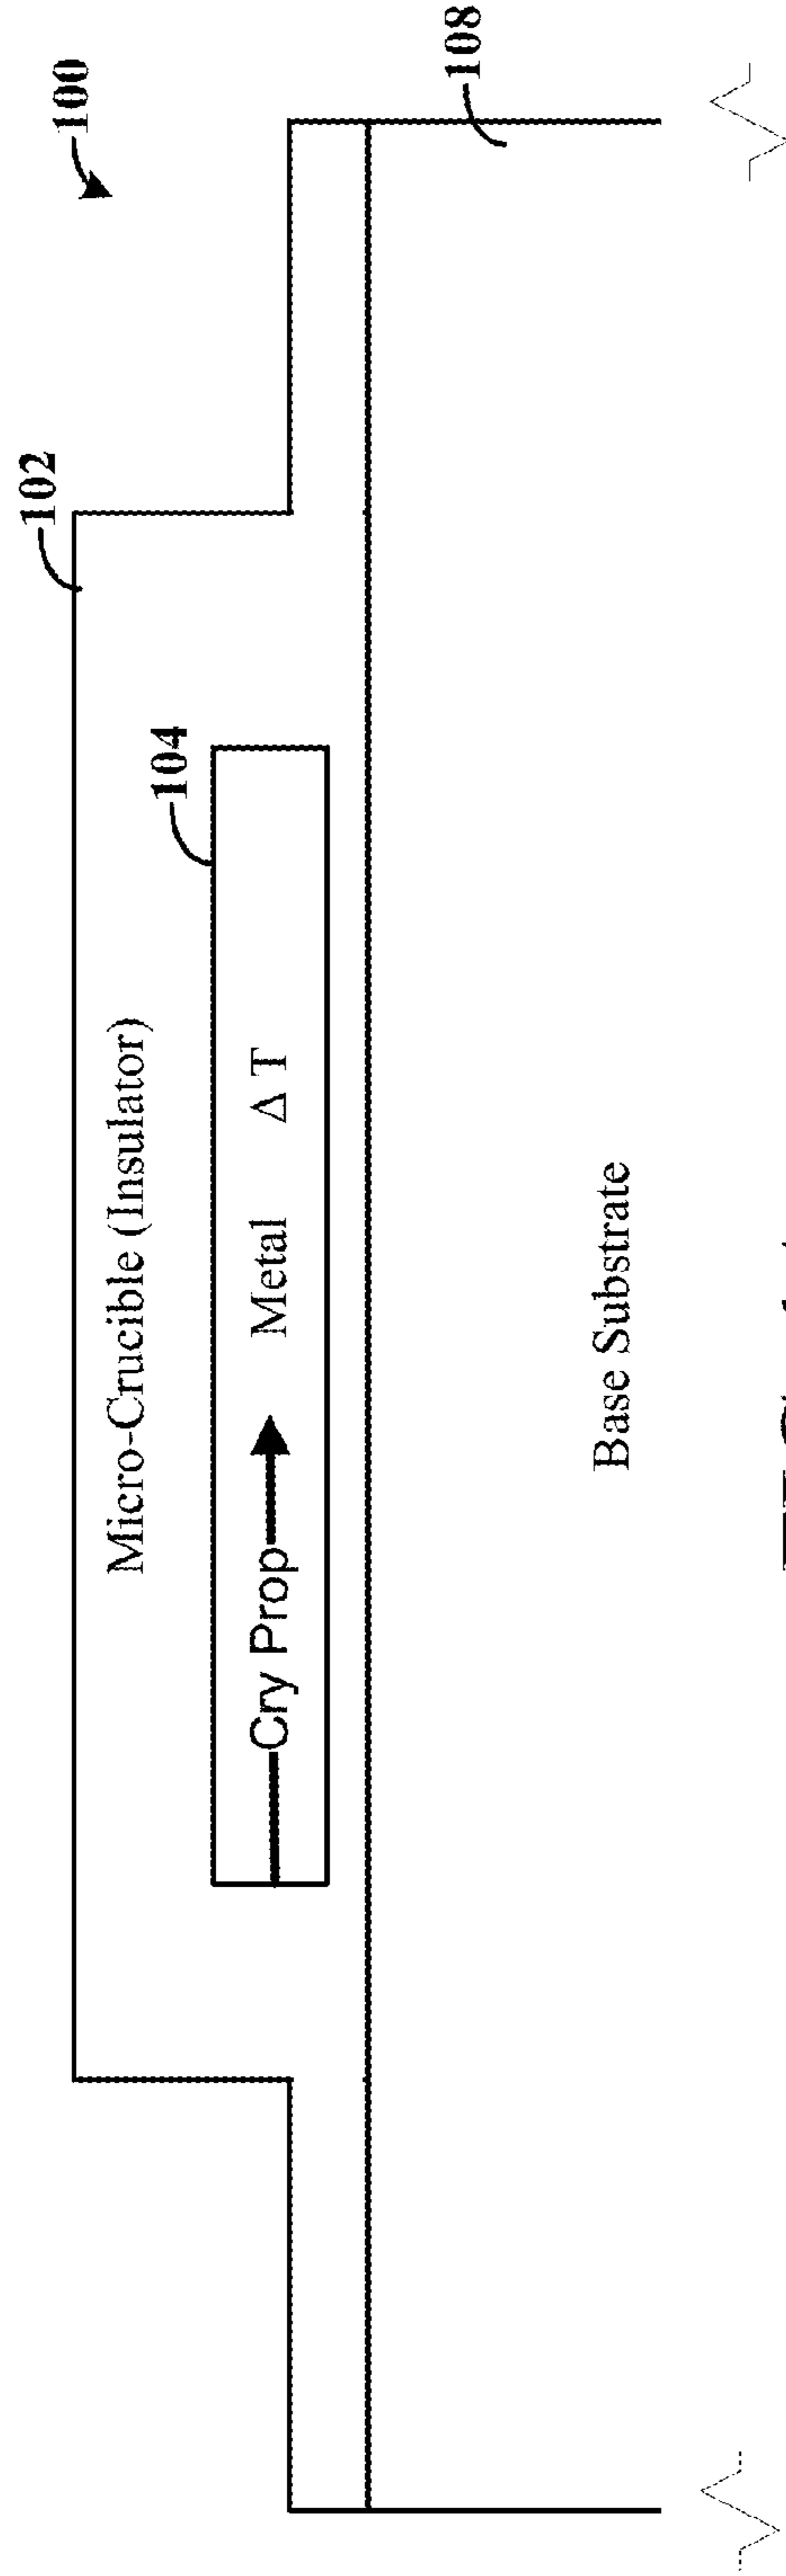 100
102
Micro-Crucible (Insulator)
104
Cry Prop Metal Δ T
108
Base Substrate